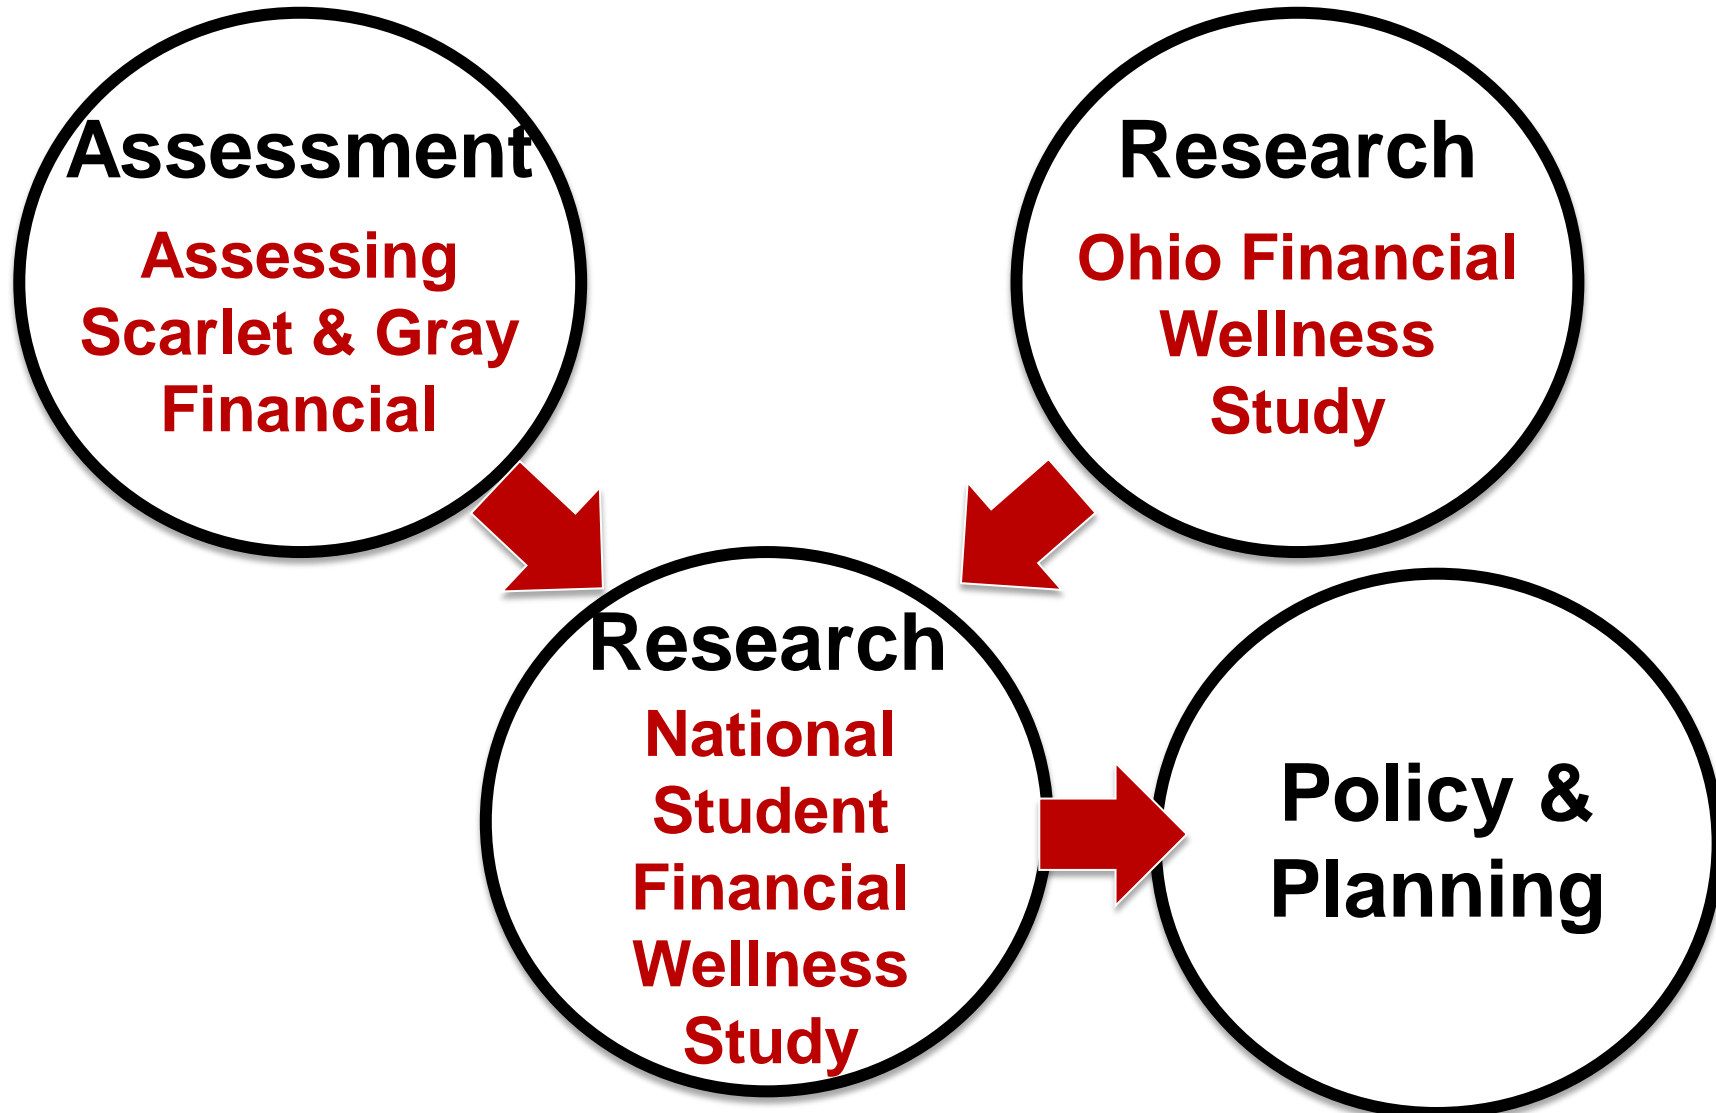 Assessment
Assessing
Scarlet & Gray
Financial
Research
Ohio Financial
Wellness
Study
Research
National
Student
Financial
Wellness
Study
Policy &
Planning